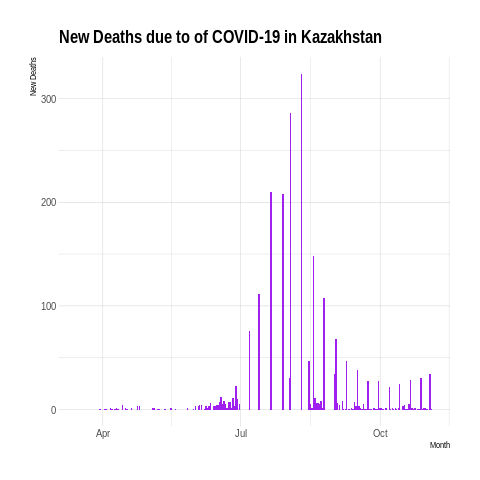 New Deaths due to of COVID-19 in Kazakhstan
New Deaths
300
200
100
0
Apr
Jul
Oct
Month